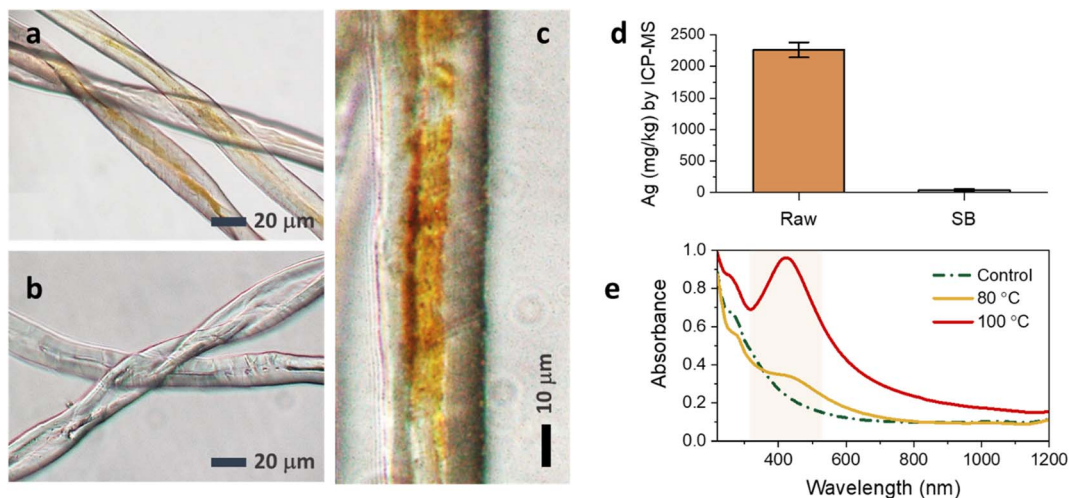 a
20 μm
b
20 μm
c
10 μm
d
Ag (mg/kg) by ICP-MS
2500
2000
1500
1000
500
0
Raw
SB
e
Absorbance
1.0
0.8
0.6
0.4
0.2
0.0
Control
80 °C
100 °C
400
600
800
1000
1200
Wavelength (nm)